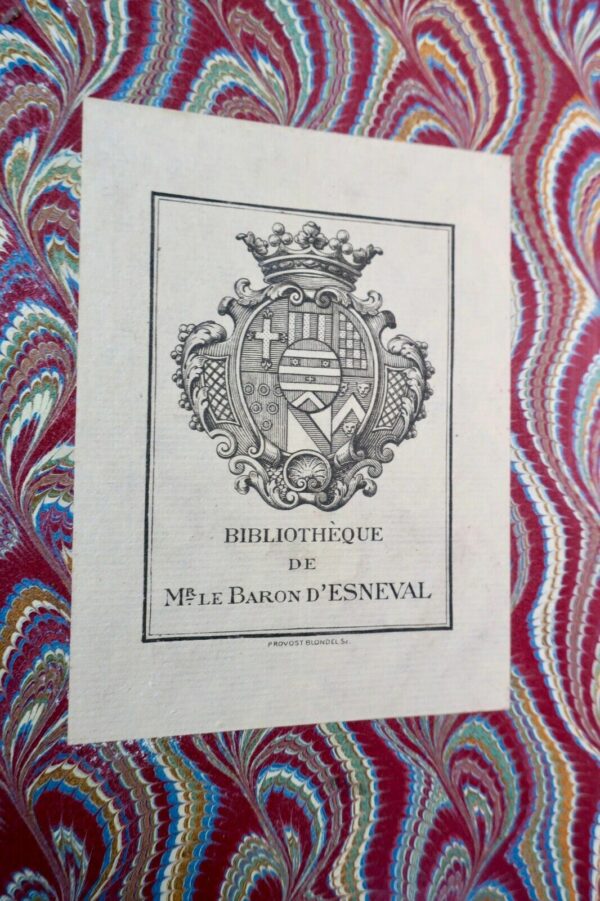 BIBLIOTHÈQUE
DE
MR. LE BARON D'ESNEVAL
PROVOST BLONDEL Sc.